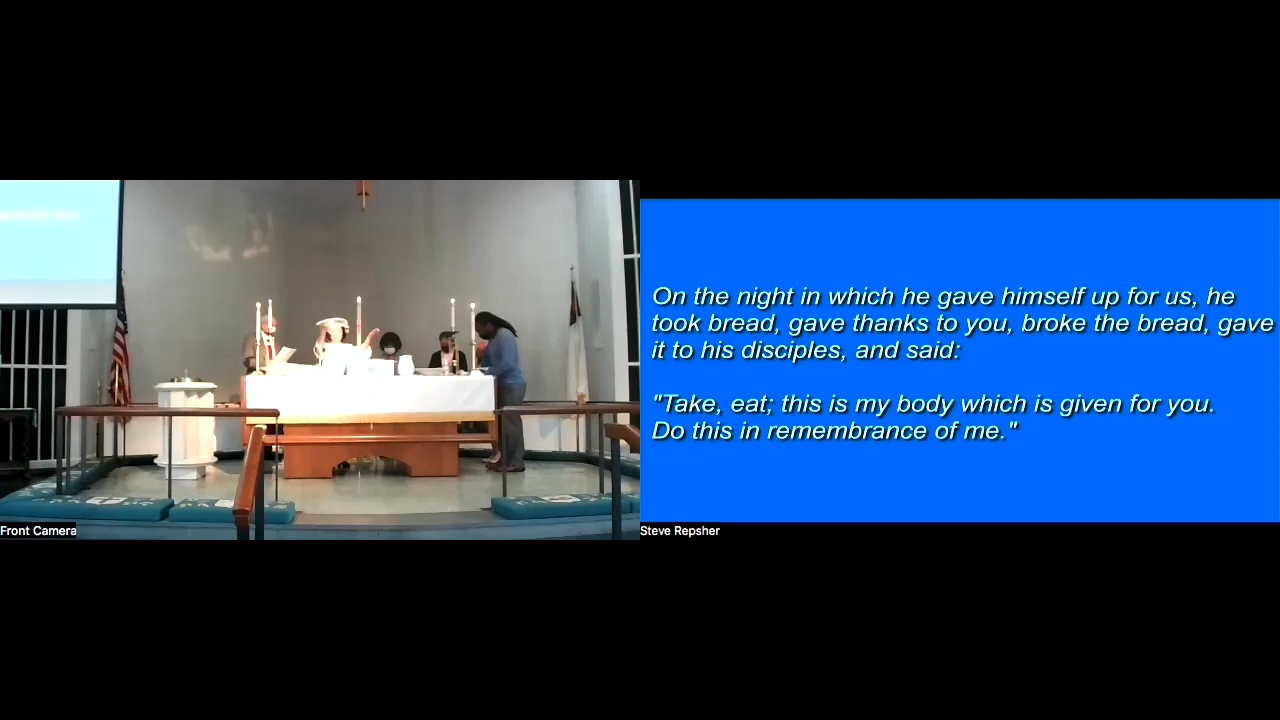 On the night in which he gave himself up for us, he
took bread, gave thanks to you, broke the bread, gave
it to his disciples, and said:
"Take, eat; this is my body which is given for you.
Do this in remembrance of me."
Front Camera
Steve Repsher